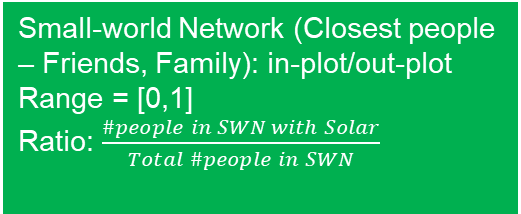 Small-world Network (Closest people
– Friends, Family): in-plot/out-plot
Range = [0,1]
Ratio: #people in SWN with Solar
Total #people in SWN